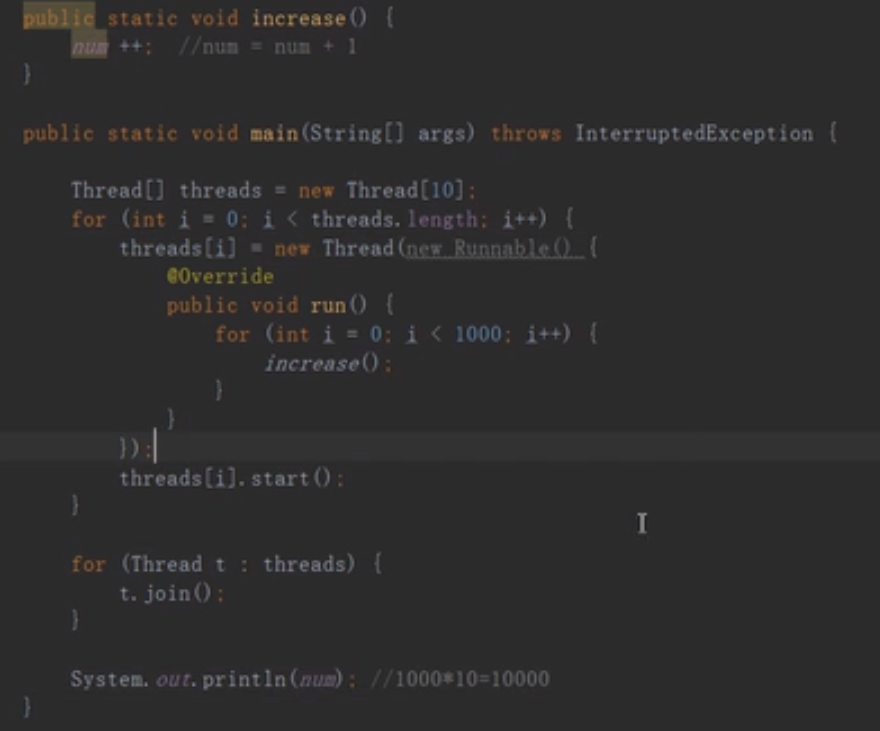 public static void increase() {
    num ++;  //num = num + 1
}
public static void main(String[] args) throws InterruptedException {
    Thread[] threads = new Thread[10];
    for (int i = 0; i < threads.length; i++) {
        threads[i] = new Thread(new Runnable() {
            @Override
            public void run() {
                for (int i = 0; i < 1000; i++) {
                    increase();
                }
            }
        });
        threads[i].start();
    }
    for (Thread t : threads) {
        t.join();
    }
    System.out.println(num); //1000*10=10000
}